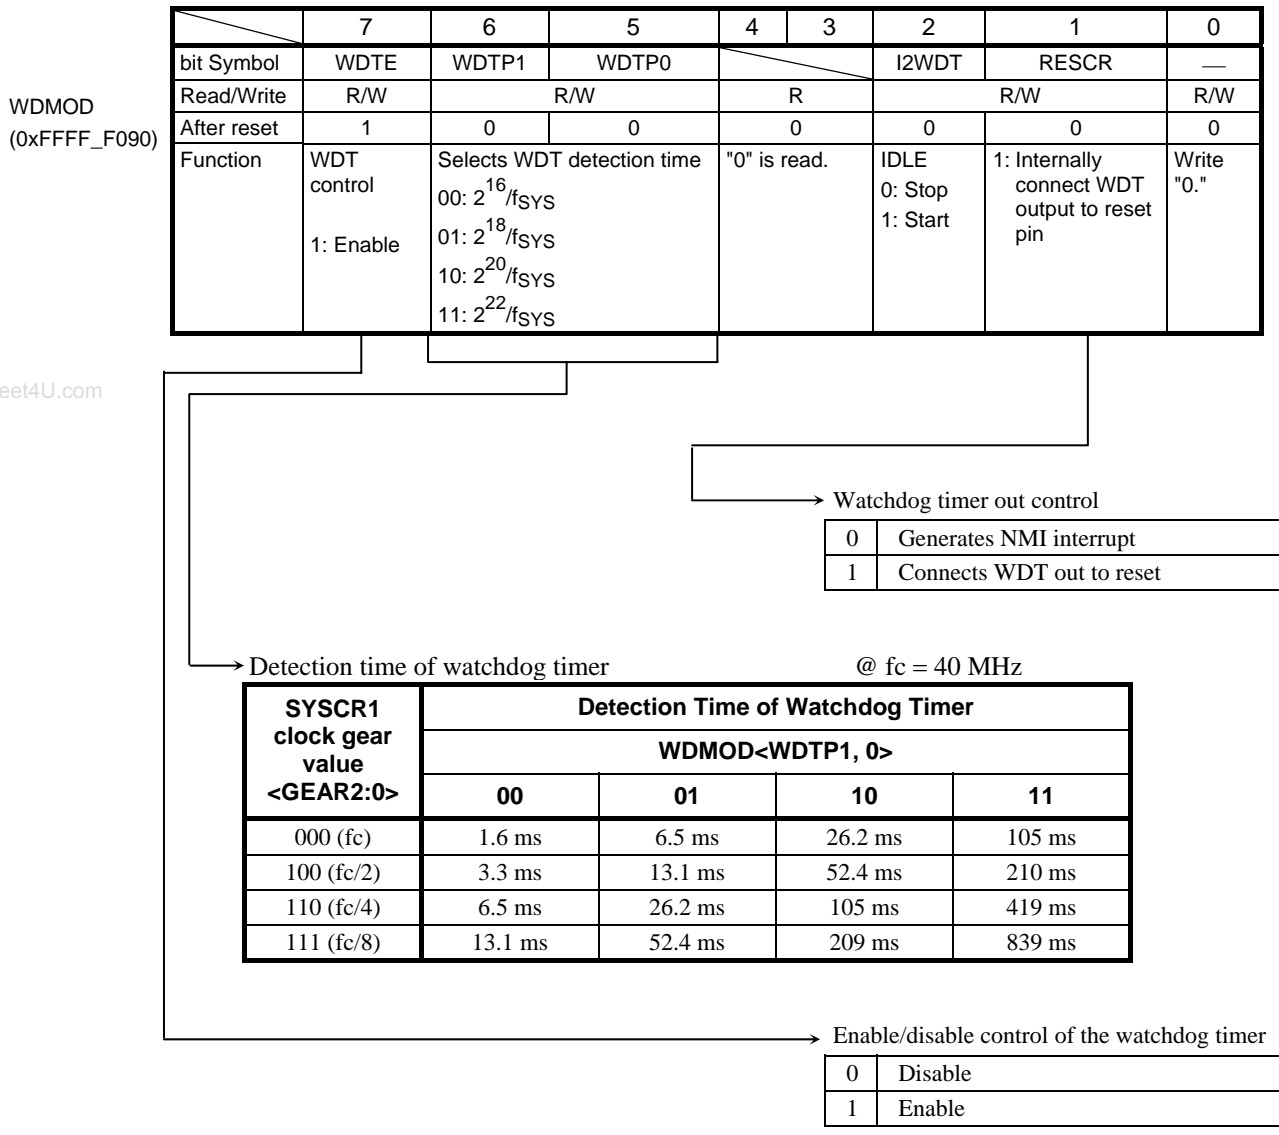 7 6 5 4 3 2 1 0
bit Symbol WDTE WDTP1 WDTP0 I2WDT RESCR —
WDMOD
(0xFFFF_F090)
Read/Write R/W R/W R R/W R/W
After reset 1 0 0 0 0 0 0
Function
WDT
control
1: Enable
Selects WDT detection time
00: 2^16/fSYS
01: 2^18/fSYS
10: 2^20/fSYS
11: 2^22/fSYS
"0" is read.
IDLE
0: Stop
1: Start
1: Internally
connect WDT
output to reset
pin
Write
"0."
eet4U.com
Watchdog timer out control
0 Generates NMI interrupt
1 Connects WDT out to reset
Detection time of watchdog timer @ fc = 40 MHz
SYSCR1
clock gear
value
<GEAR2:0>
Detection Time of Watchdog Timer
WDMOD<WDTP1, 0>
00 01 10 11
000 (fc) 1.6 ms 6.5 ms 26.2 ms 105 ms
100 (fc/2) 3.3 ms 13.1 ms 52.4 ms 210 ms
110 (fc/4) 6.5 ms 26.2 ms 105 ms 419 ms
111 (fc/8) 13.1 ms 52.4 ms 209 ms 839 ms
Enable/disable control of the watchdog timer
0 Disable
1 Enable